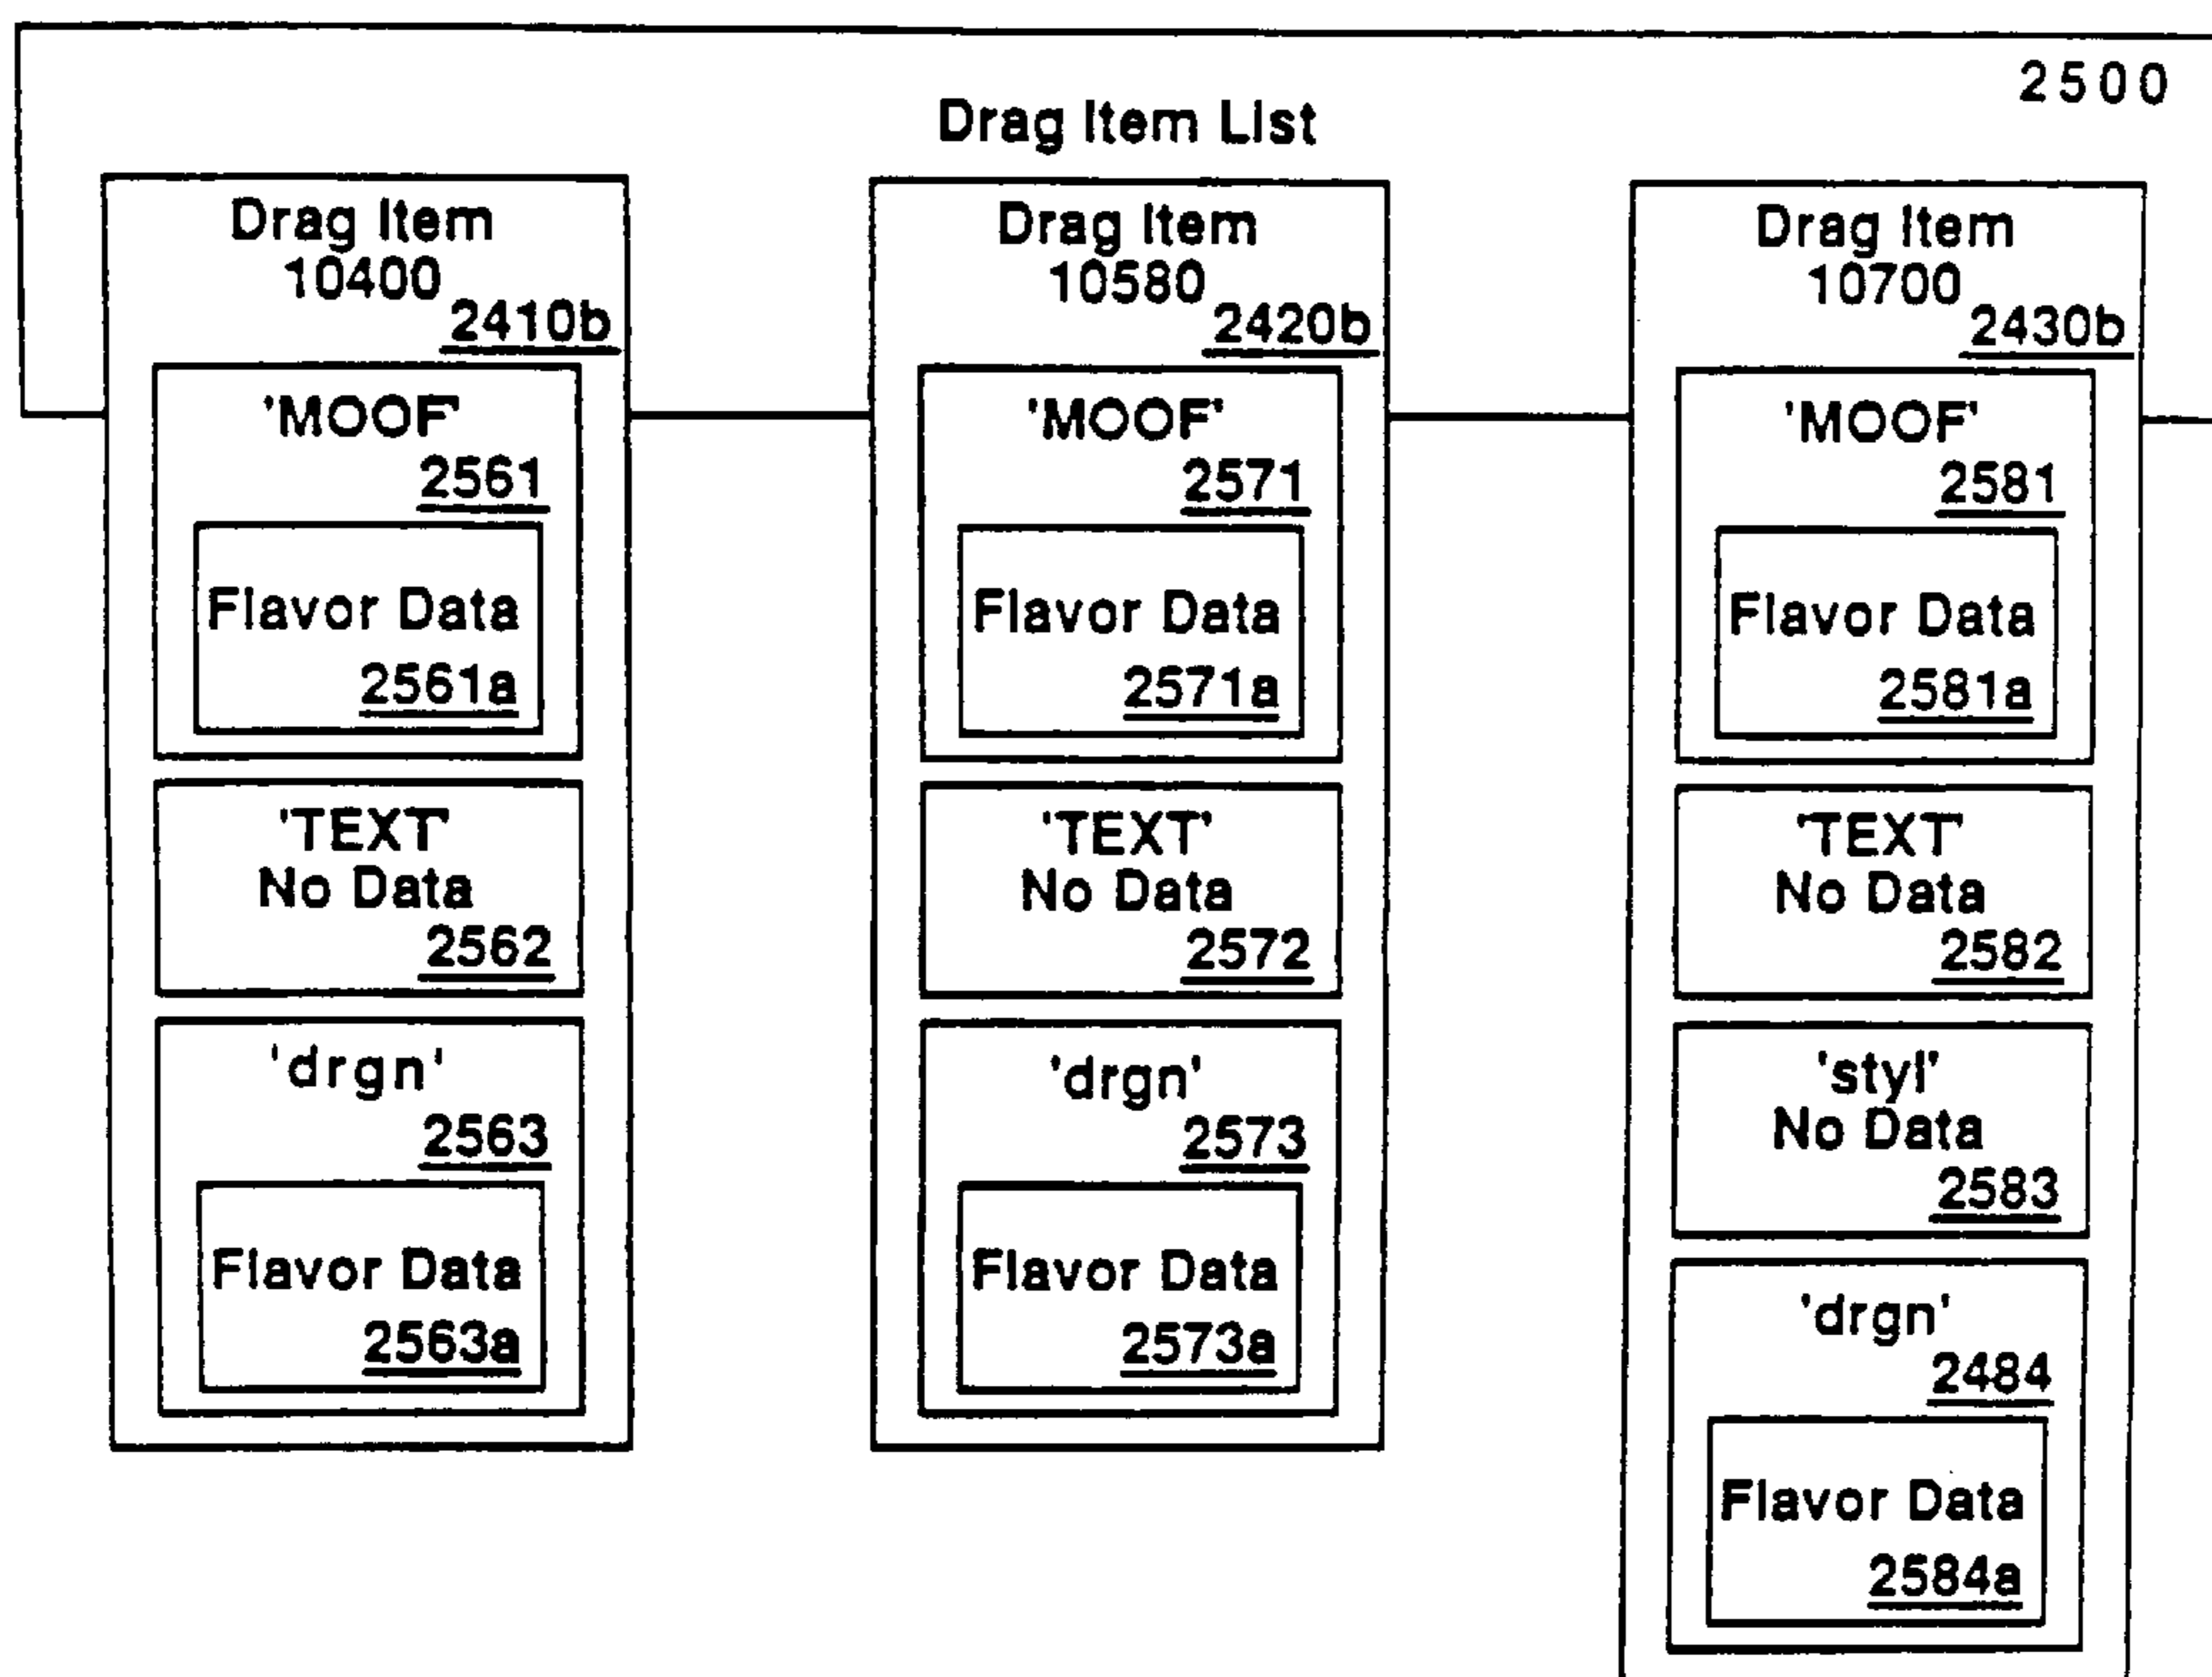 2500
Drag Item List
Drag Item
10400
2410b
'MOOF'
2561
Flavor Data
2561a
'TEXT'
No Data
2562
'drgn'
2563
Flavor Data
2563a
Drag Item
10580
2420b
'MOOF'
2571
Flavor Data
2571a
'TEXT'
No Data
2572
'drgn'
2573
Flavor Data
2573a
Drag Item
10700
2430b
'MOOF'
2581
Flavor Data
2581a
'TEXT'
No Data
2582
'styl'
No Data
2583
'drgn'
2484
Flavor Data
2584a